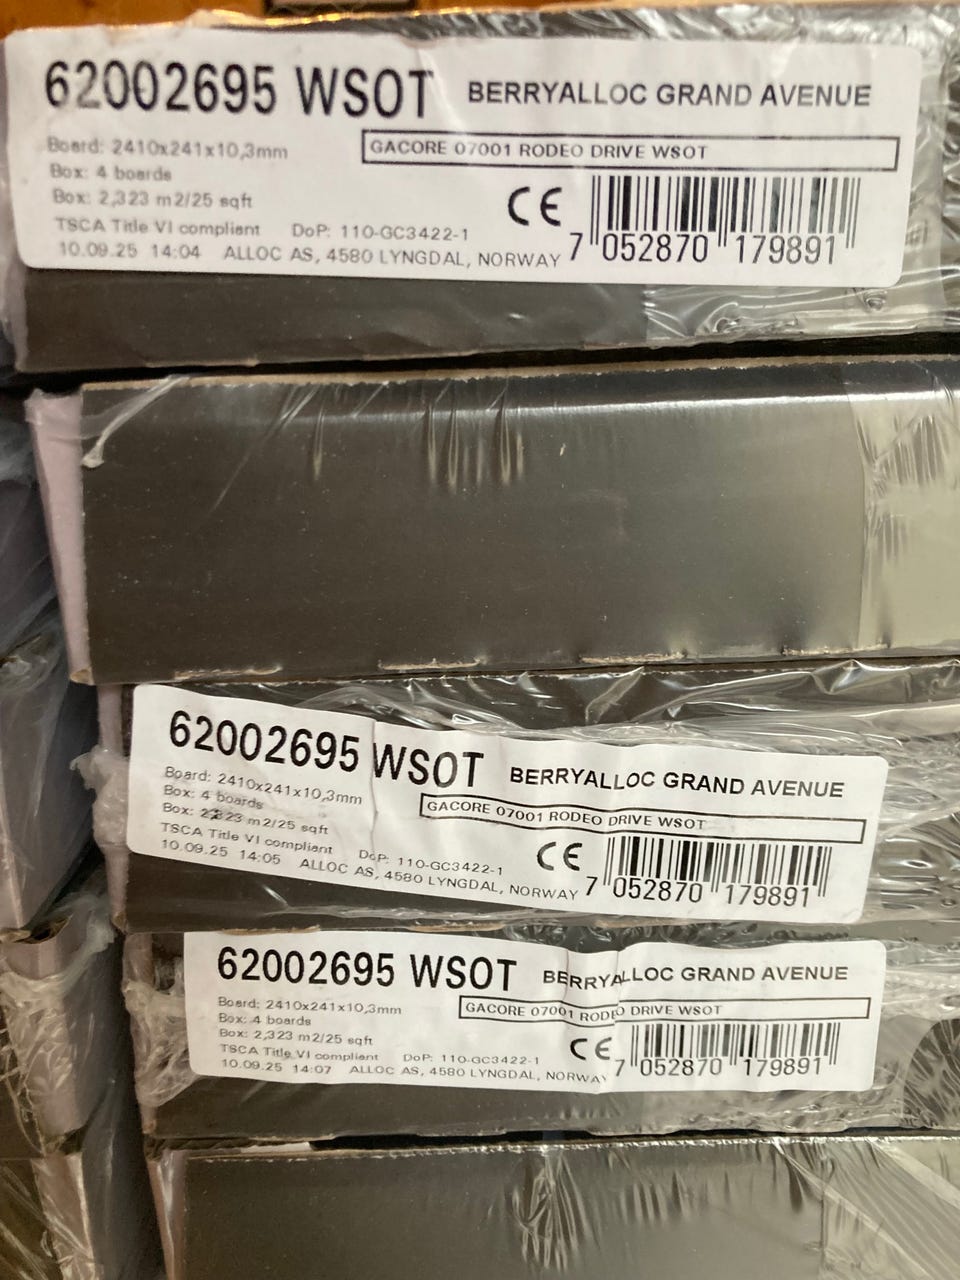 62002695 WSOT BERRYALLOC GRAND AVENUE
Board: 2410x241x10,3mm
GACORE 07001 RODEO DRIVE WSOT
Box: 4 boards
Box: 2,323 m2/25 sqft
CE
TSCA Title VI compliant DoP: 110-GC3422-1
10.09.25 14:04 ALLOC AS, 4580 LYNGDAL, NORWAY
7 052870 179891
62002695 WSOT BERRYALLOC GRAND AVENUE
Board: 2410x241x10,3mm
GACORE 07001 RODEO DRIVE WSOT
Box: 4 boards
Box: 2,323 m2/25 sqft
CE
TSCA Title VI compliant DoP: 110-GC3422-1
10.09.25 14:05 ALLOC AS, 4580 LYNGDAL, NORWAY
7 052870 179891
62002695 WSOT BERRYALLOC GRAND AVENUE
Board: 2410x241x10,3mm
GACORE 07001 RODEO DRIVE WSOT
Box: 4 boards
Box: 2,323 m2/25 sqft
CE
TSCA Title VI compliant DoP: 110-GC3422-1
10.09.25 14:07 ALLOC AS, 4580 LYNGDAL, NORWAY
7 052870 179891